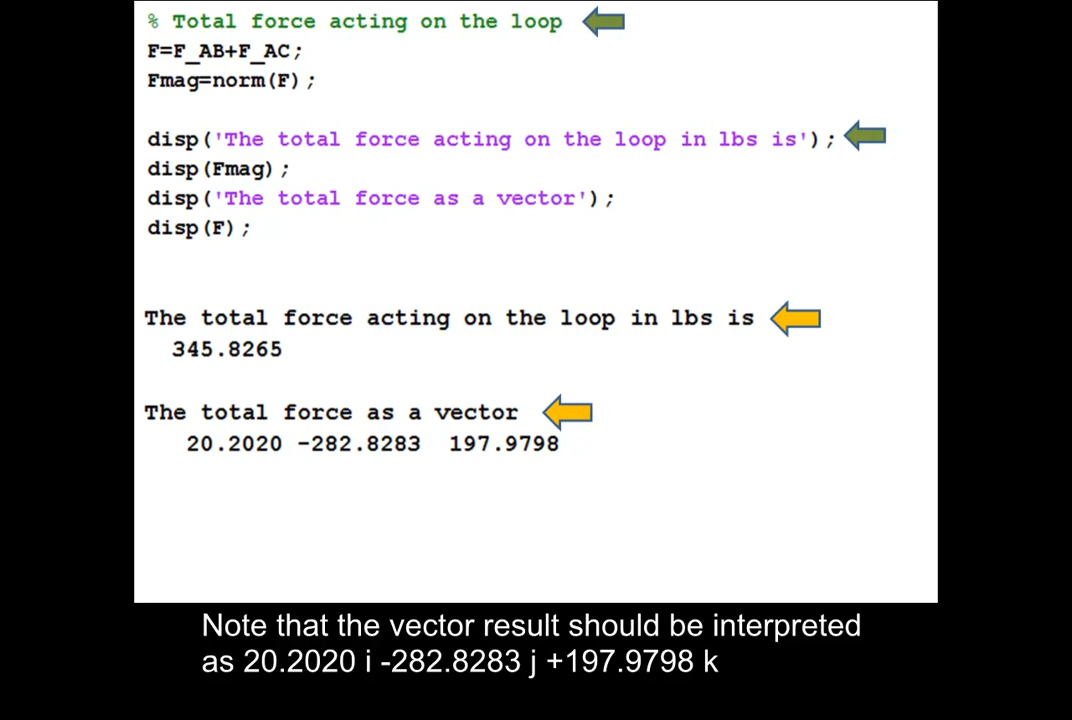 % Total force acting on the loop
F=F_AB+F_AC;
Fmag=norm(F);
disp('The total force acting on the loop in lbs is');
disp(Fmag);
disp('The total force as a vector');
disp(F);
The total force acting on the loop in lbs is
345.8265
The total force as a vector
20.2020 -282.8283 197.9798
Note that the vector result should be interpreted
as 20.2020 i -282.8283 j +197.9798 k